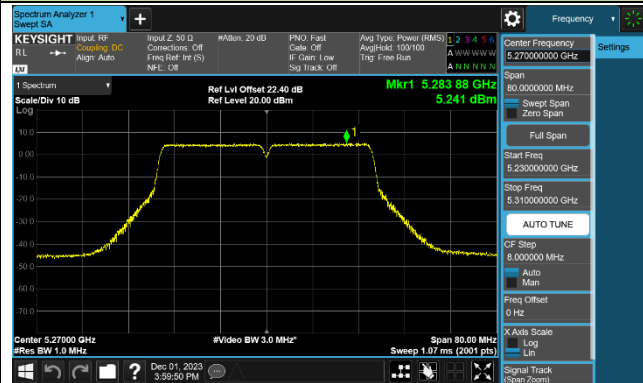 Spectrum Analyzer 1
Swept SA
Frequency
KEYSIGHT
RL
Input: RF
Coupling: DC
Align: Auto
Input Z: 50 Ω
Corrections: Off
Freq Ref: Int (S)
NFE: Off
#Atten: 20 dB
PNO: Fast
Gate: Off
IF Gain: Low
Sig Track: Off
Avg Type: Power (RMS)
Avg|Hold: 100/100
Trig: Free Run
1 2 3 4 5 6
A W W W W W
A N N N N N
LXI
1 Spectrum
Scale/Div 10 dB
Log
Ref Lvl Offset 22.40 dB
Ref Level 20.00 dBm
Mkr1 5.283 88 GHz
5.241 dBm
1
10.0
0.00
-10.0
-20.0
-30.0
-40.0
-50.0
-60.0
-70.0
Center 5.27000 GHz
#Res BW 1.0 MHz
#Video BW 3.0 MHz*
Span 80.00 MHz
Sweep 1.07 ms (2001 pts)
Dec 01, 2023
3:59:50 PM
Center Frequency
5.270000000 GHz
Span
80.0000000 MHz
Swept Span
Zero Span
Full Span
Start Freq
5.230000000 GHz
Stop Freq
5.310000000 GHz
AUTO TUNE
CF Step
8.000000 MHz
Auto
Man
Freq Offset
0 Hz
X Axis Scale
Log
Lin
Signal Track
(Span Zoom)
Settings